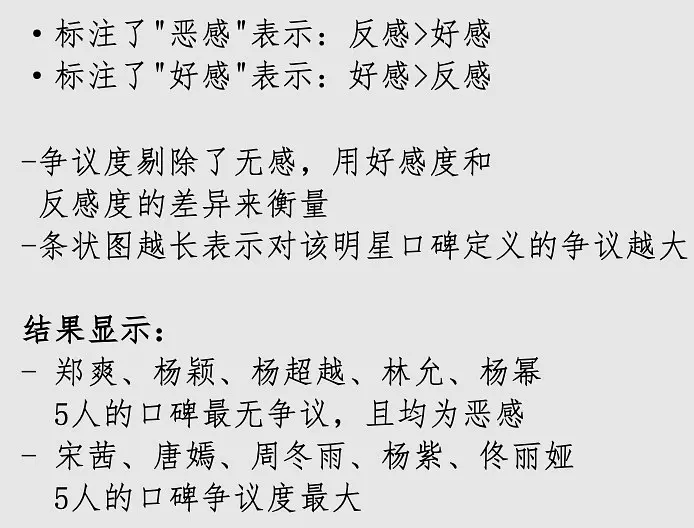 •标注了"恶感"表示：反感>好感
•标注了"好感"表示：好感>反感
-争议度剔除了无感，用好感度和
反感度的差异来衡量
-条状图越长表示对该明星口碑定义的争议越大
结果显示：
- 郑爽、杨颖、杨超越、林允、杨幂
5人的口碑最无争议，且均为恶感
- 宋茜、唐嫣、周冬雨、杨紫、佟丽娅
5人的口碑争议度最大